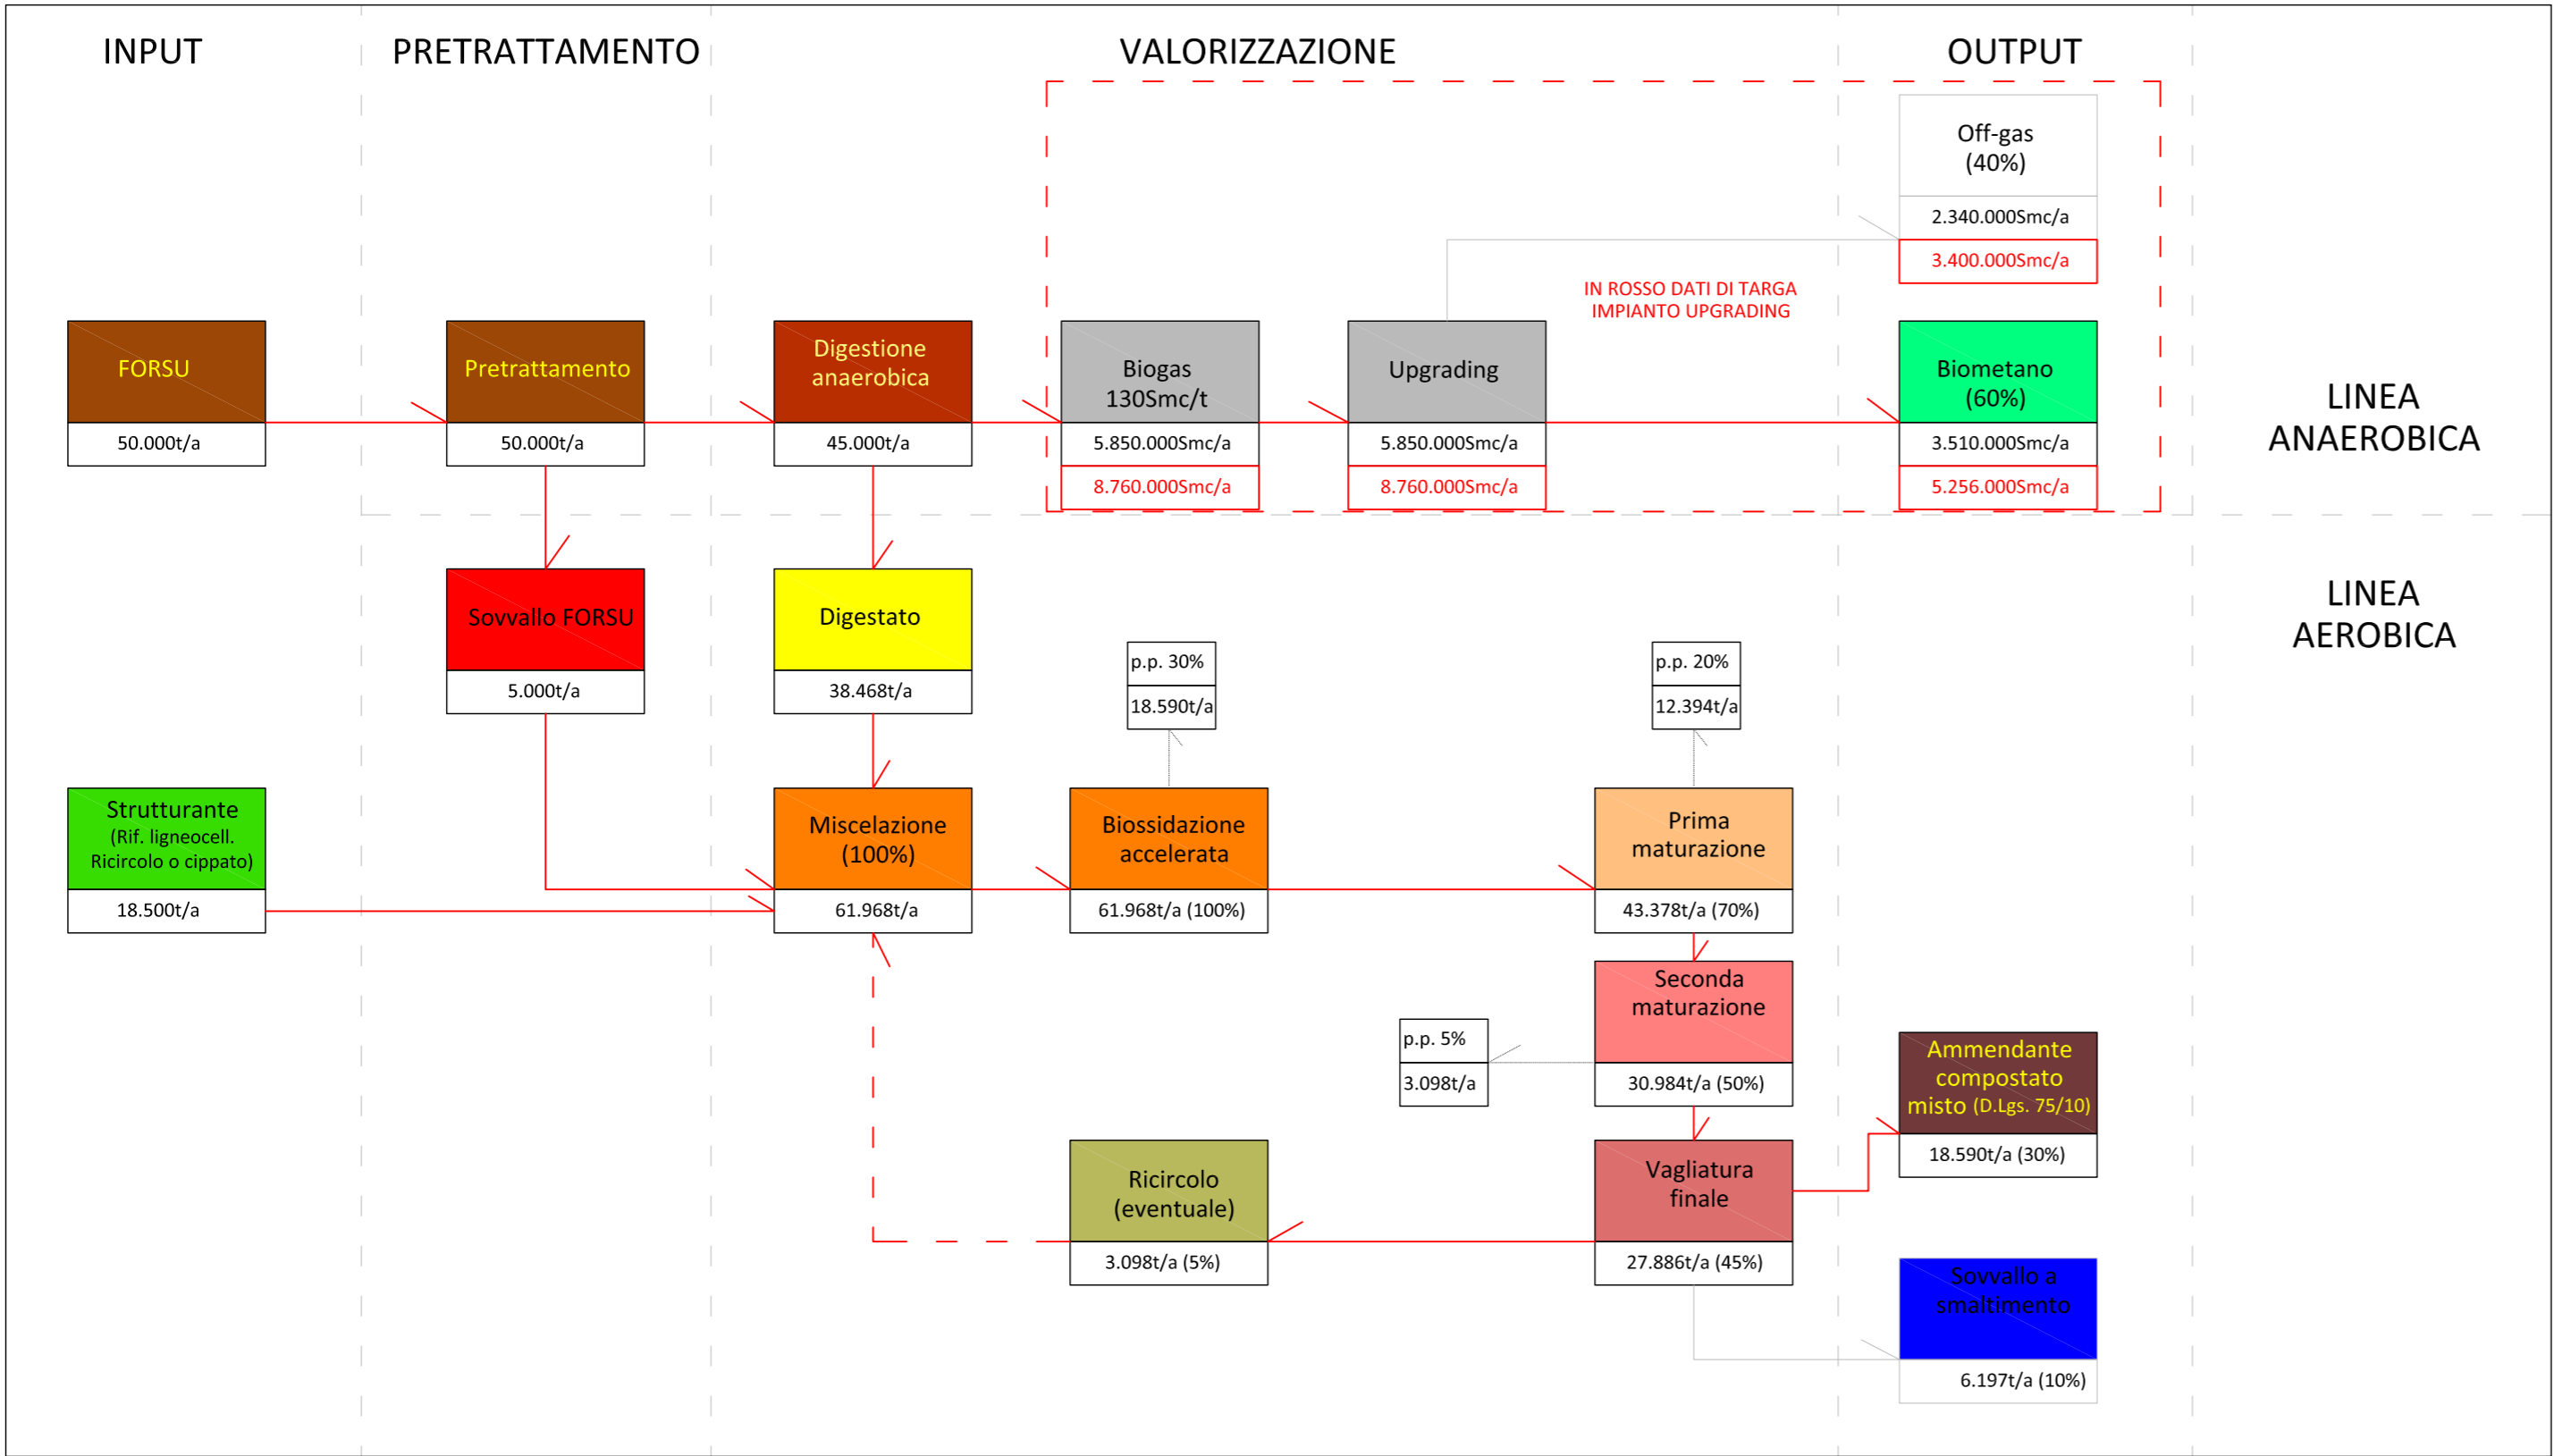 INPUT
PRETRATTAMENTO
VALORIZZAZIONE
OUTPUT
Off-gas
(40%)
2.340.000Smc/a
3.400.000Smc/a
IN ROSSO DATI DI TARGA
IMPIANTO UPGRADING
FORSU
50.000t/a
Pretrattamento
50.000t/a
Digestione
anaerobica
45.000t/a
Biogas
130Smc/t
5.850.000Smc/a
8.760.000Smc/a
Upgrading
5.850.000Smc/a
8.760.000Smc/a
Biometano
(60%)
3.510.000Smc/a
5.256.000Smc/a
LINEA
ANAEROBICA
Sovvallo FORSU
5.000t/a
Digestato
38.468t/a
p.p. 30%
18.590t/a
p.p. 20%
12.394t/a
LINEA
AEROBICA
Strutturante
(Rif. ligneocell.
Ricircolo o cippato)
18.500t/a
Miscelazione
(100%)
61.968t/a
Biossidazione
accelerata
61.968t/a (100%)
Prima
maturazione
43.378t/a (70%)
Seconda
maturazione
30.984t/a (50%)
p.p. 5%
3.098t/a
Ammendante
compostato
misto (D.Lgs. 75/10)
18.590t/a (30%)
Ricircolo
(eventuale)
3.098t/a (5%)
Vagliatura
finale
27.886t/a (45%)
Sovvallo a
smaltimento
6.197t/a (10%)